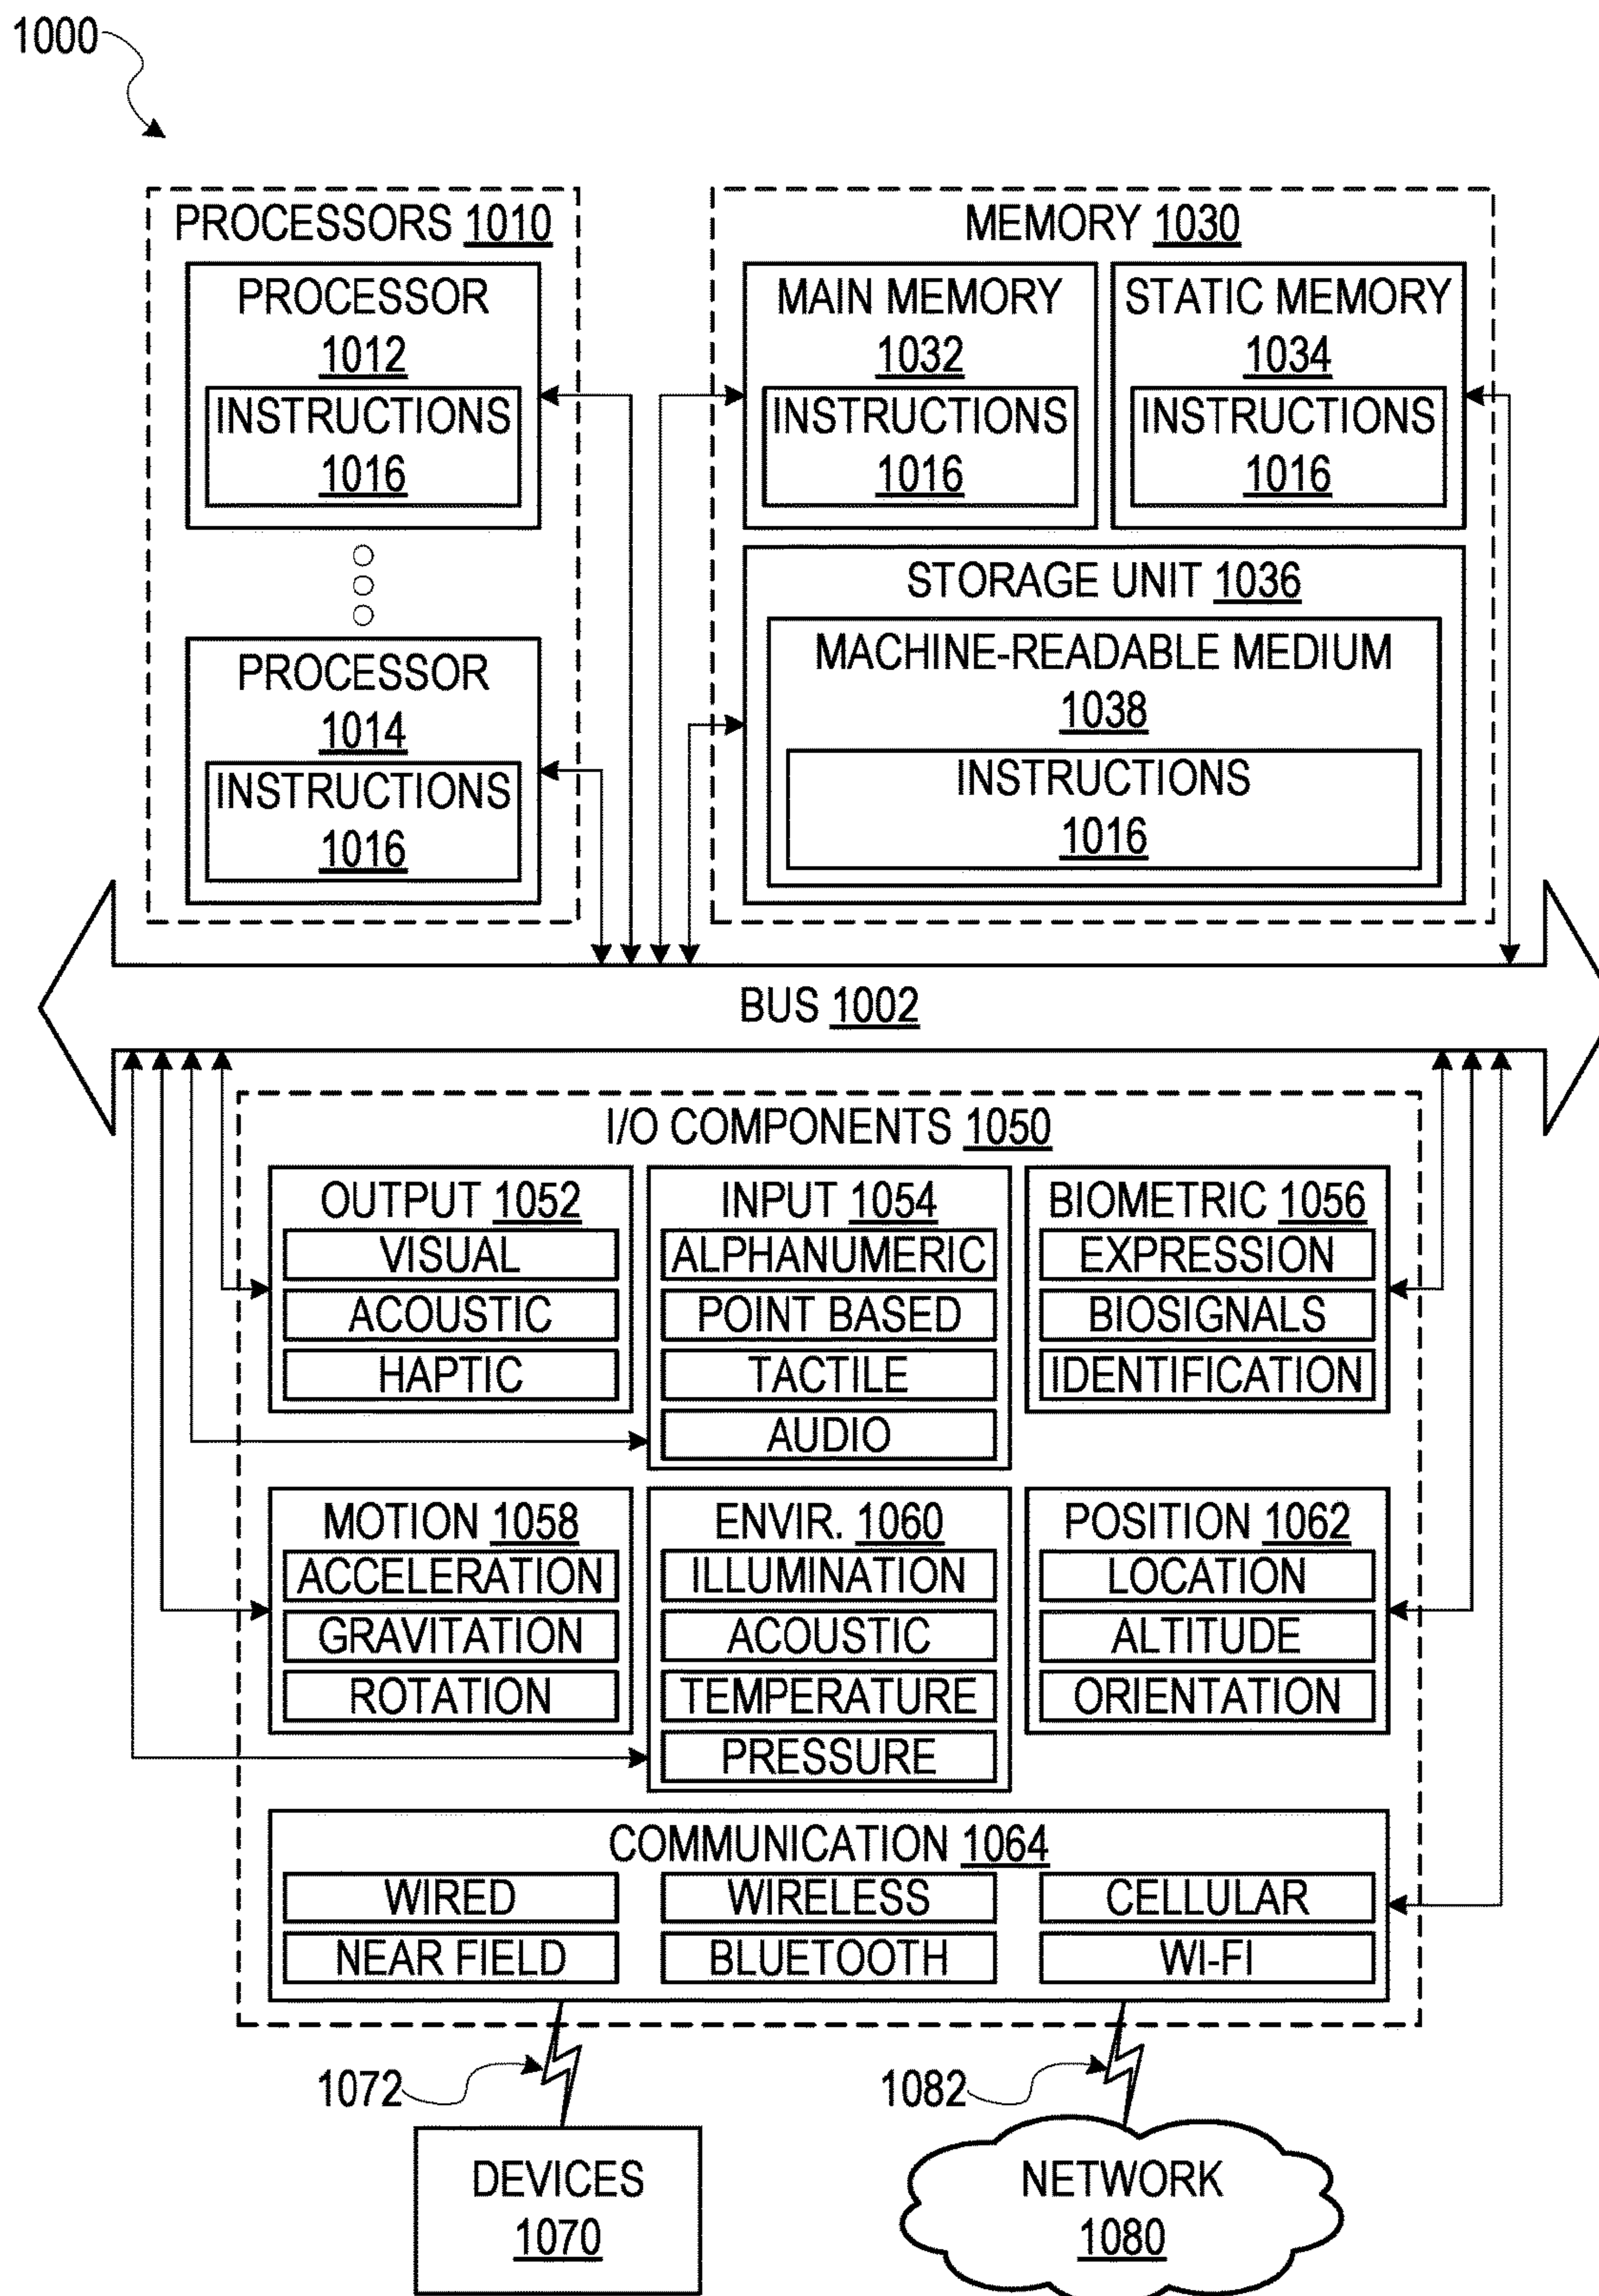 1000
PROCESSORS 1010
PROCESSOR
1012
INSTRUCTIONS
1016
PROCESSOR
1014
INSTRUCTIONS
1016
MEMORY 1030
MAIN MEMORY
1032
INSTRUCTIONS
1016
STATIC MEMORY
1034
INSTRUCTIONS
1016
STORAGE UNIT 1036
MACHINE-READABLE MEDIUM
1038
INSTRUCTIONS
1016
BUS 1002
I/O COMPONENTS 1050
OUTPUT 1052
VISUAL
ACOUSTIC
HAPTIC
INPUT 1054
ALPHANUMERIC
POINT BASED
TACTILE
AUDIO
BIOMETRIC 1056
EXPRESSION
BIOSIGNALS
IDENTIFICATION
MOTION 1058
ACCELERATION
GRAVITATION
ROTATION
ENVIR. 1060
ILLUMINATION
ACOUSTIC
TEMPERATURE
PRESSURE
POSITION 1062
LOCATION
ALTITUDE
ORIENTATION
COMMUNICATION 1064
WIRED
WIRELESS
CELLULAR
NEAR FIELD
BLUETOOTH
WI-FI
1072
1082
DEVICES
1070
NETWORK
1080